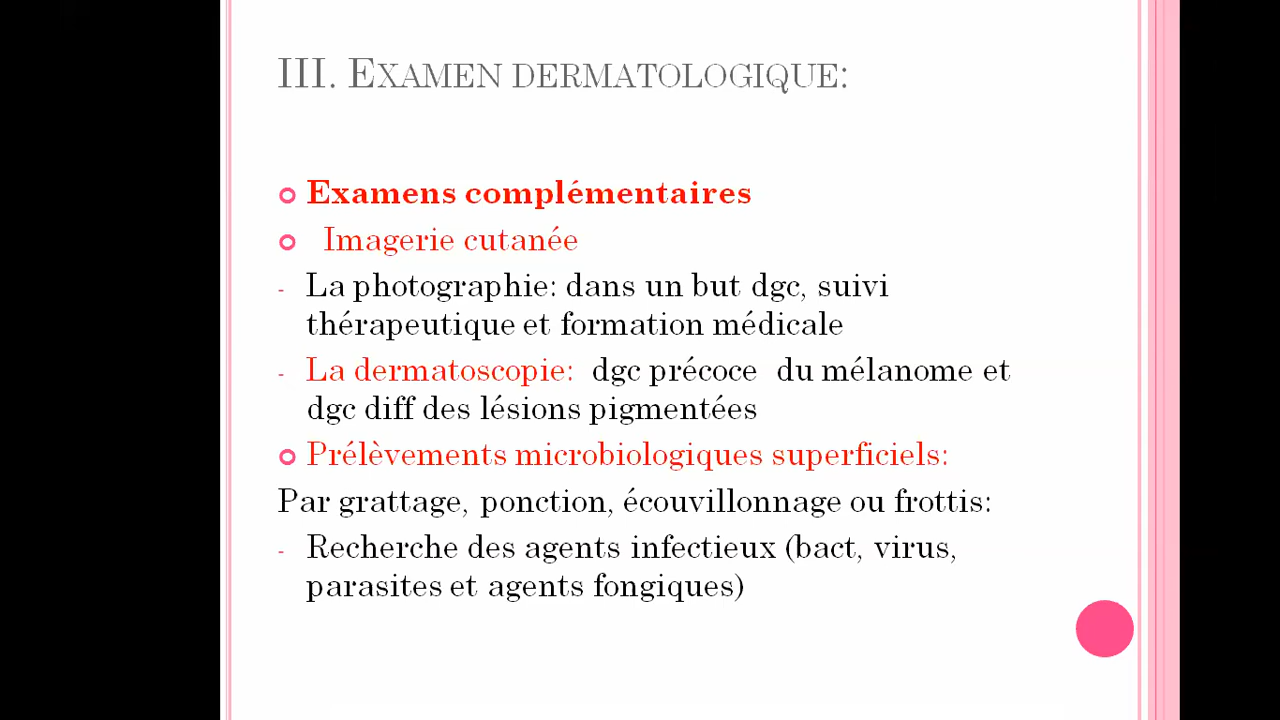 III. EXAMEN DERMATOLOGIQUE:
Examens complémentaires
Imagerie cutanée
- La photographie: dans un but dgc, suivi
thérapeutique et formation médicale
- La dermatoscopie: dgc précoce du mélanome et
dgc diff des lésions pigmentées
Prélèvements microbiologiques superficiels:
Par grattage, ponction, écouvillonnage ou frottis:
- Recherche des agents infectieux (bact, virus,
parasites et agents fongiques)